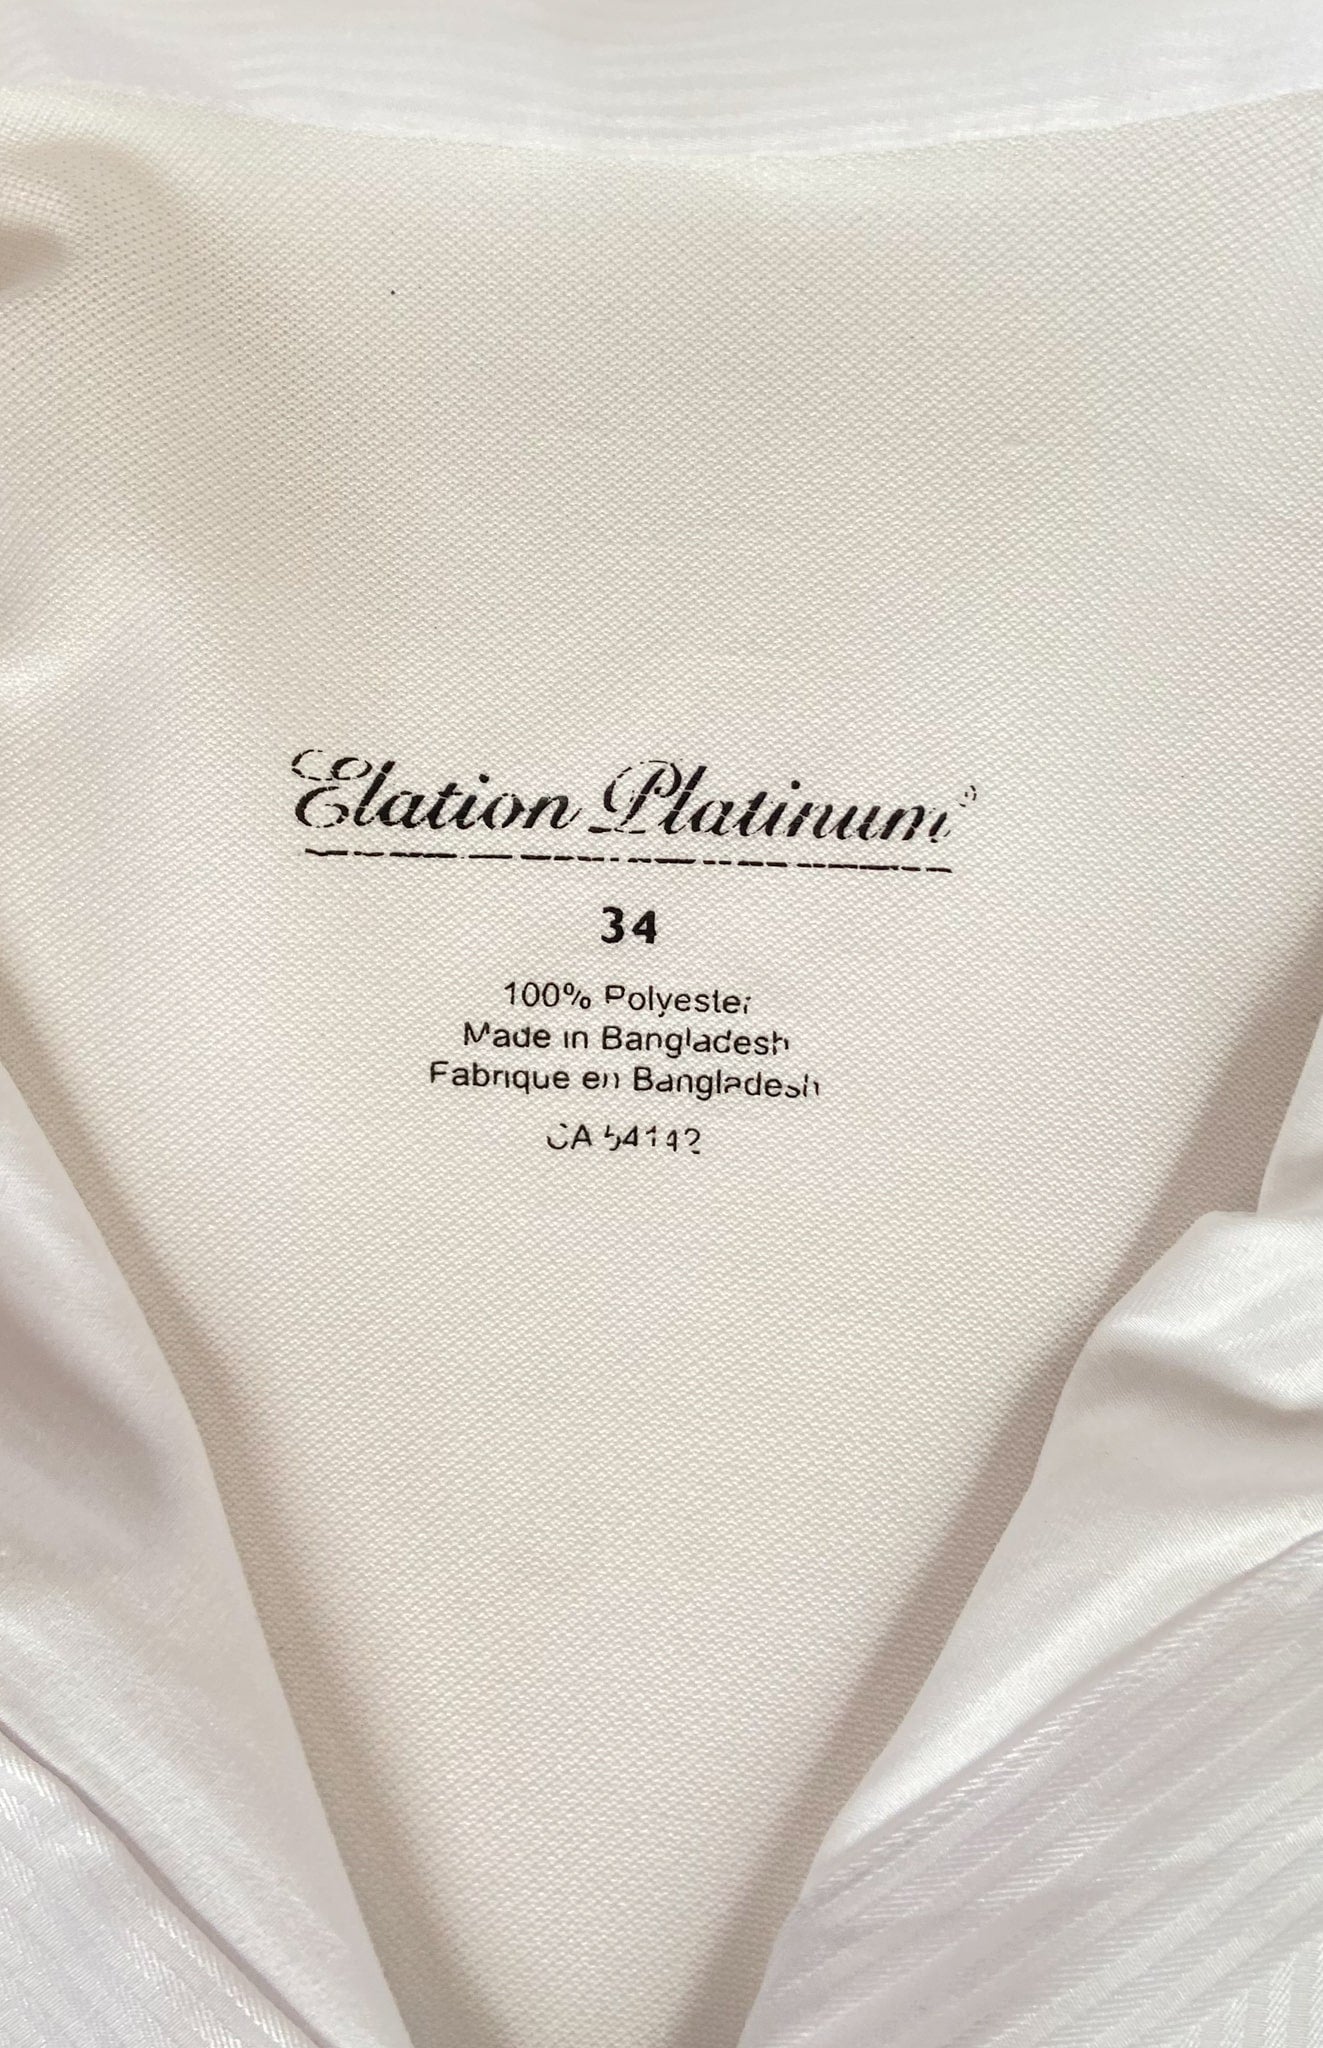 Elation Platinum®
34
100% Polyester
Made in Bangladesh
Fabrique en Bangladesh
CA 54142